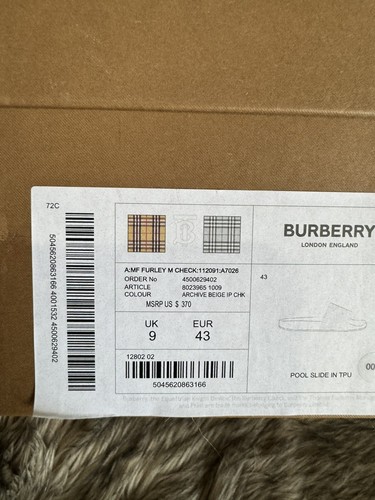 72C
5045620863166 4001532 4500629402
A:MF FURLEY M CHECK:112091:A7026
ORDER No 4500629402
ARTICLE 8023965 1009
COLOUR ARCHIVE BEIGE IP CHK
MSRP US $ 370
UK EUR
9 43
12802 02
5045620863166
BURBERRY
LONDON ENGLAND
43
POOL SLIDE IN TPU
00